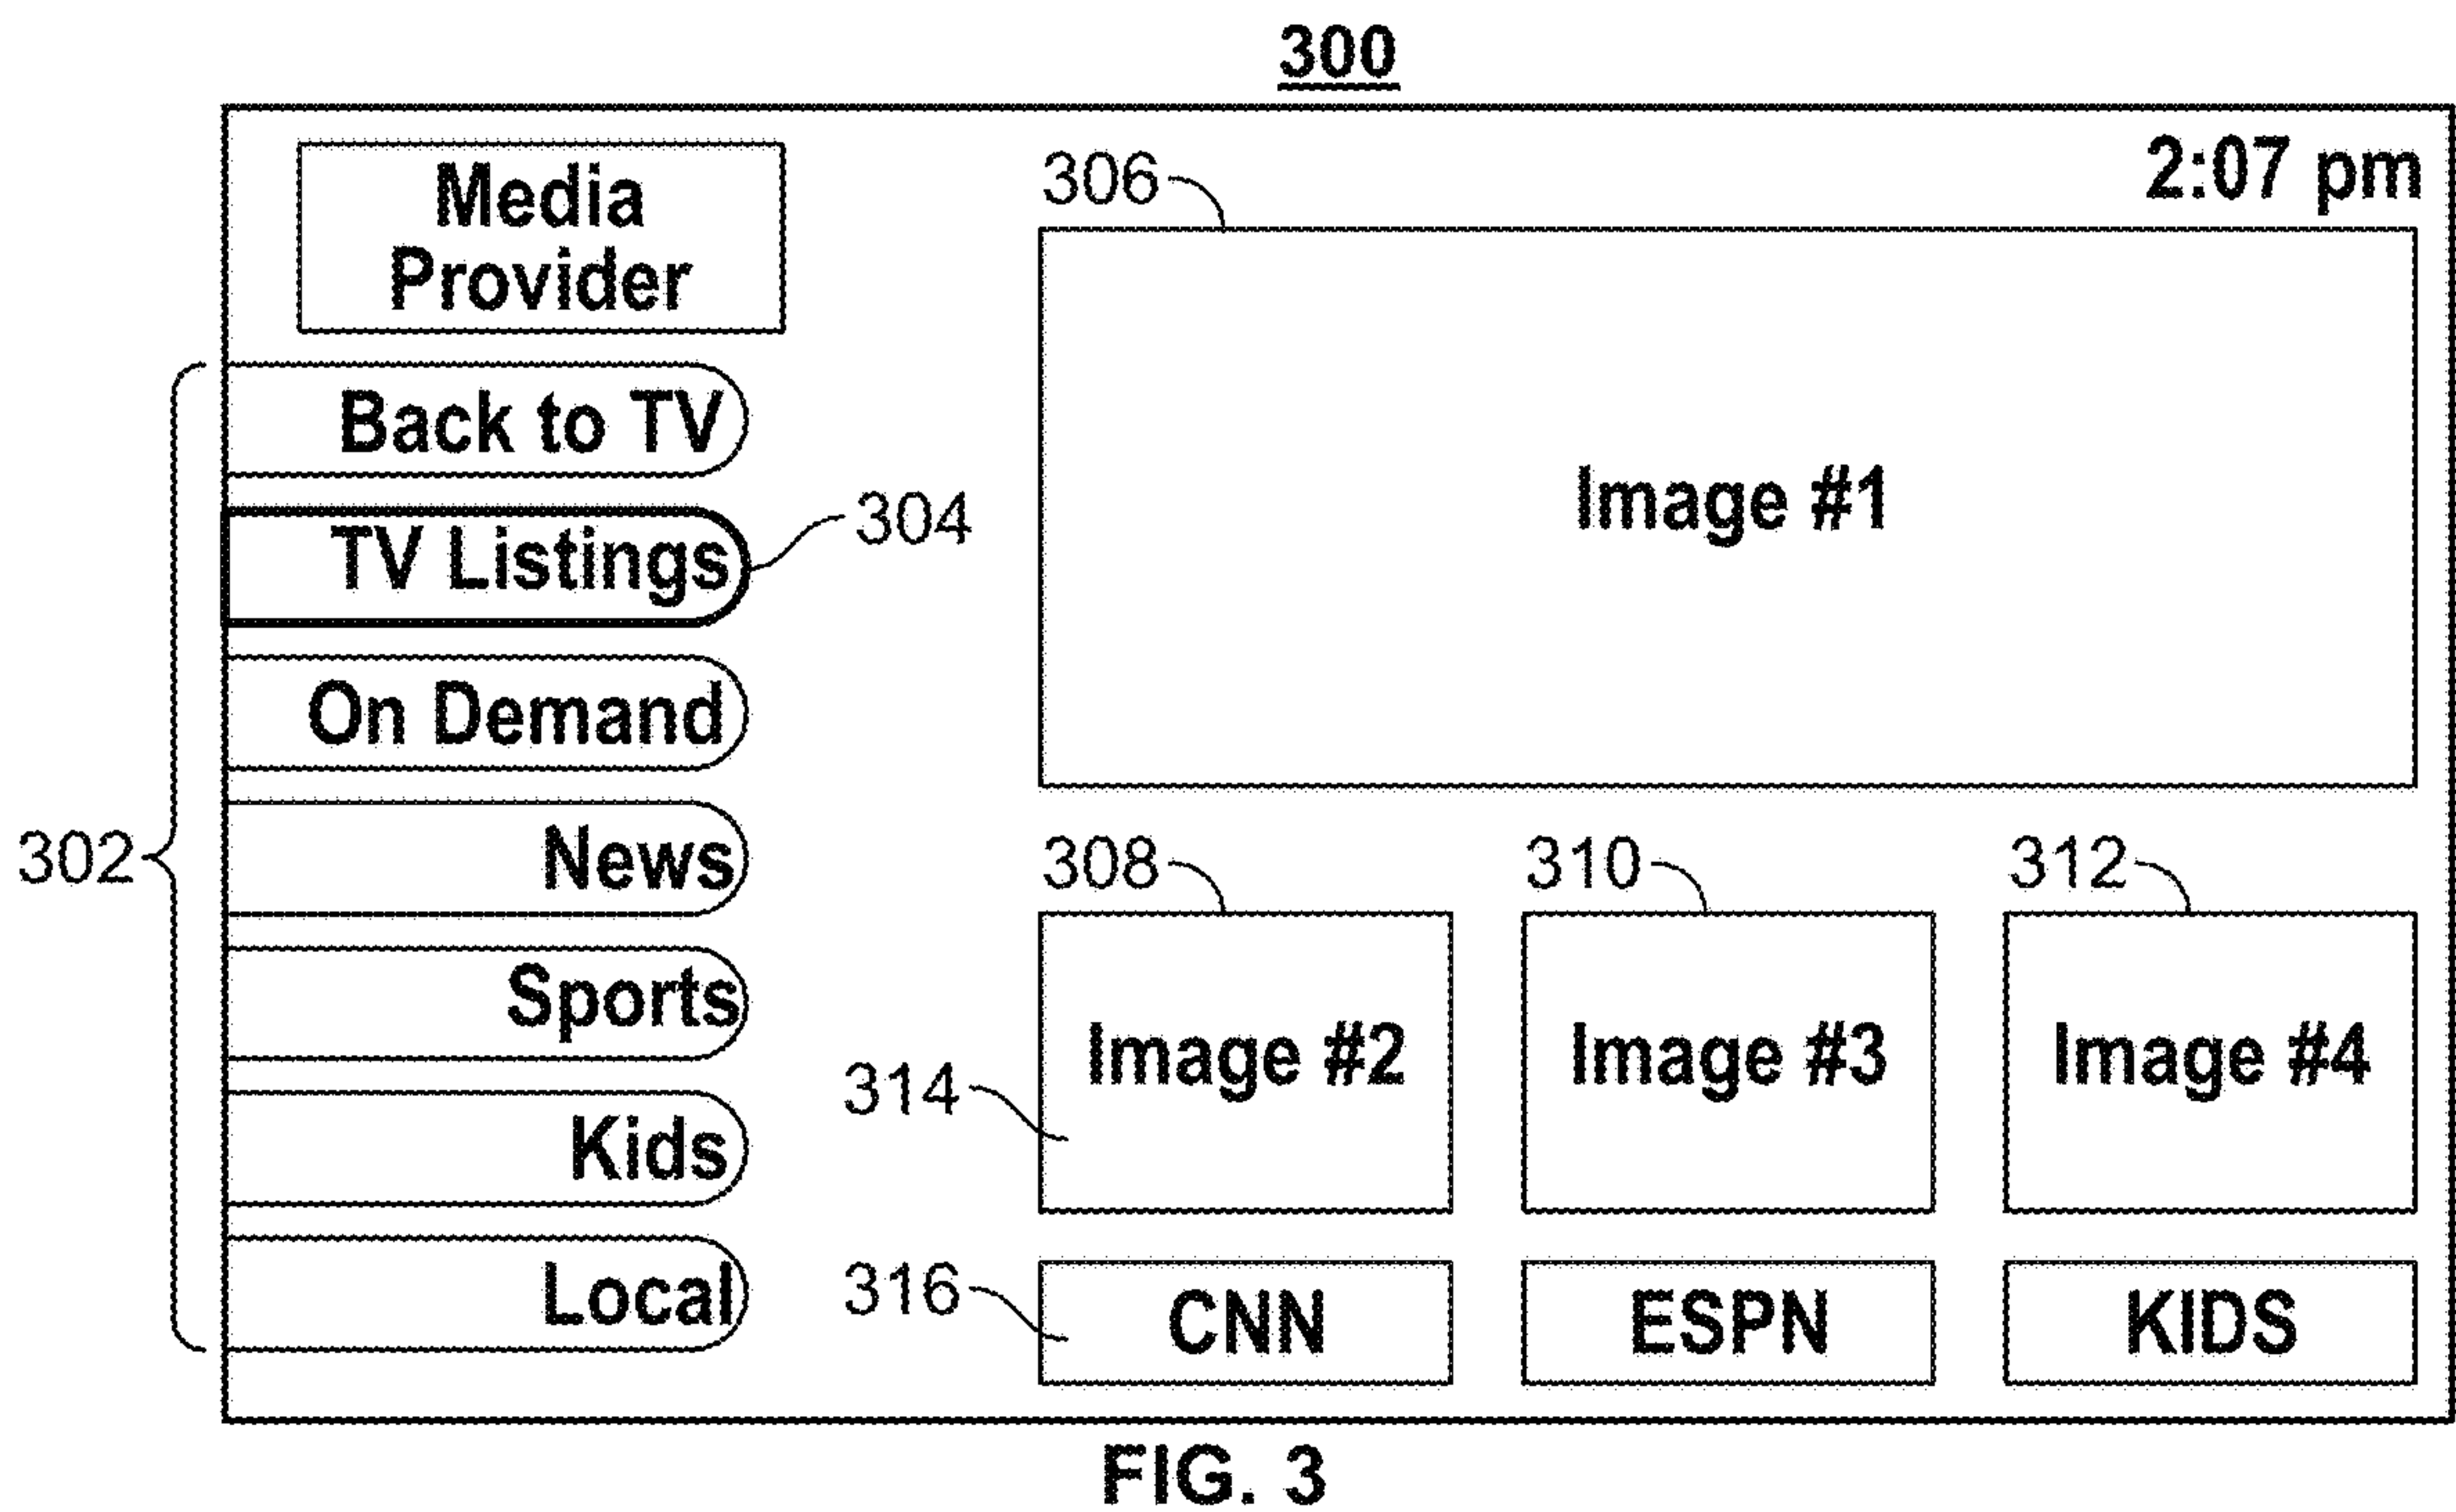 300
Media
Provider
2:07 pm
306
Back to TV
304
TV Listings
Image #1
On Demand
302
News
308
310
312
Sports
314
Image #2
Image #3
Image #4
Kids
Local
316
CNN
ESPN
KIDS
FIG. 3